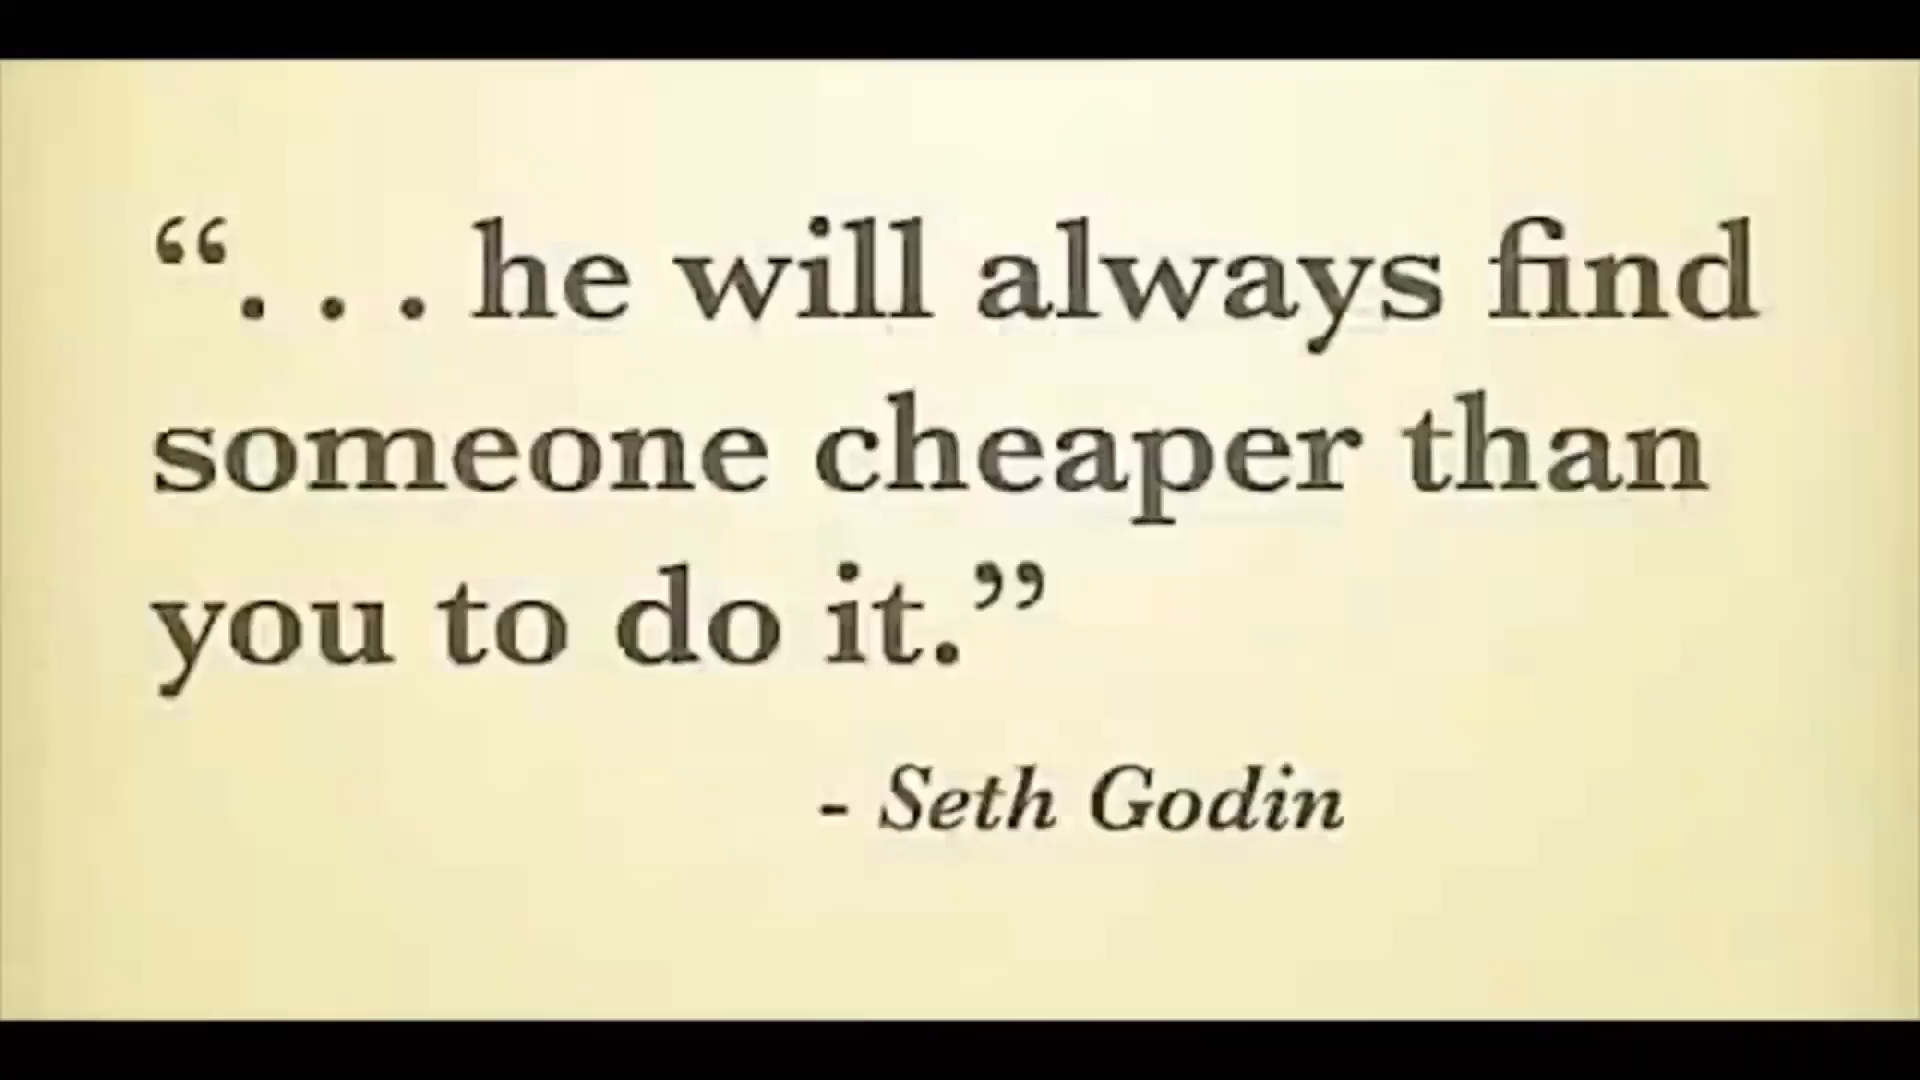 “. . . he will always find
someone cheaper than
you to do it.”
- Seth Godin